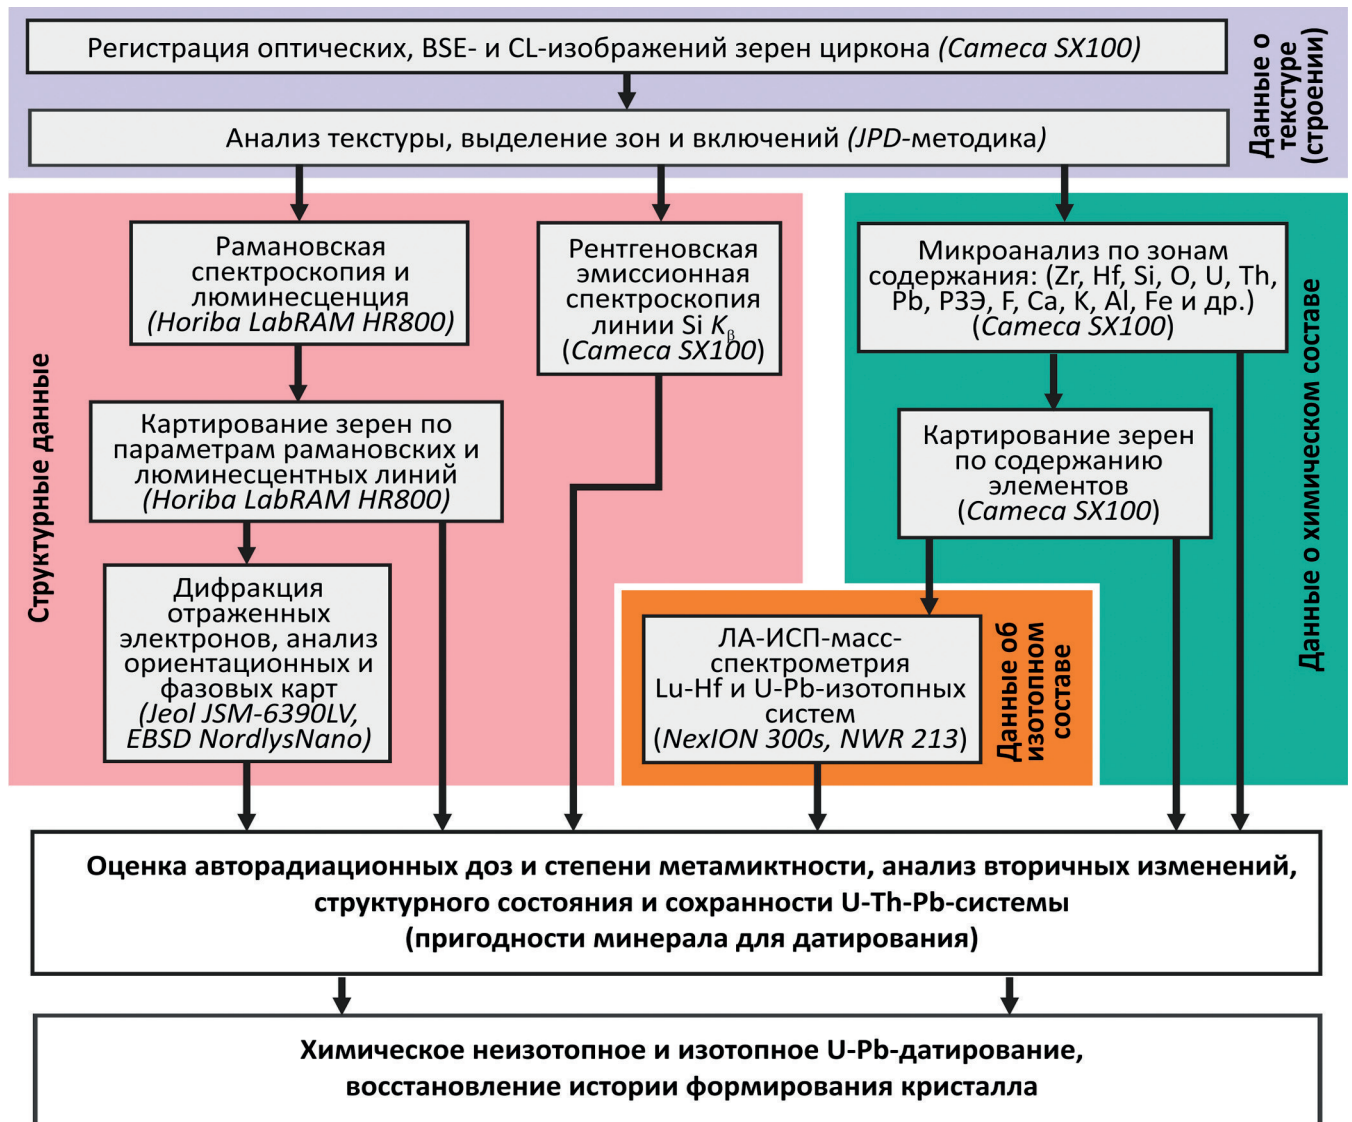 Регистрация оптических, BSE- и CL-изображений зерен циркона (Cameca SX100)
Анализ текстуры, выделение зон и включений (JPD-методика)
Данные о
текстуре
(строении)
Структурные данные
Рамановская
спектроскопия и
люминесценция
(Horiba LabRAM HR800)
Картирование зерен по
параметрам рамановских и
люминесцентных линий
(Horiba LabRAM HR800)
Дифракция
отраженных
электронов, анализ
ориентационных и
фазовых карт
(Jeol JSM-6390LV,
EBSD NordlysNano)
Рентгеновская
эмиссионная
спектроскопия
линии Si Kβ
(Cameca SX100)
Микроанализ по зонам
содержания: (Zr, Hf, Si, O, U, Th,
Pb, РЗЭ, F, Ca, K, Al, Fe и др.)
(Cameca SX100)
Картирование зерен
по содержанию
элементов
(Cameca SX100)
Данные о химическом составе
ЛА-ИСП-масс-
спектрометрия
Lu-Hf и U-Pb-изотопных
систем
(NexION 300s, NWR 213)
Данные об
изотопном
составе
Оценка авторадиационных доз и степени метамиктности, анализ вторичных изменений,
структурного состояния и сохранности U-Th-Pb-системы
(пригодности минерала для датирования)
Химическое неизотопное и изотопное U-Pb-датирование,
восстановление истории формирования кристалла